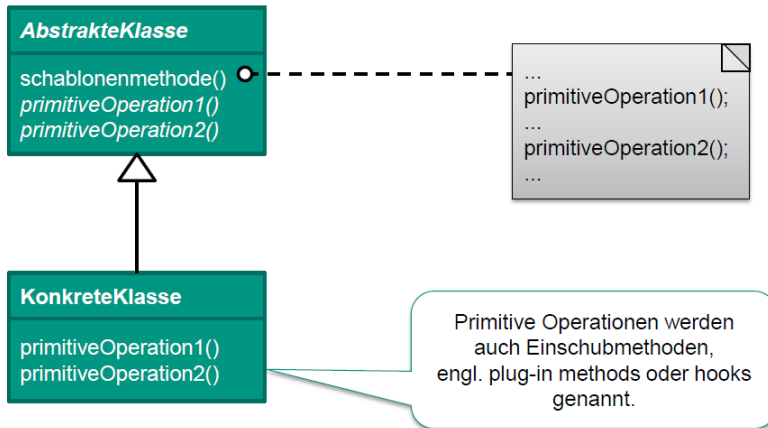 AbstrakteKlasse
schablonenmethode()
primitiveOperation1()
primitiveOperation2()
...
primitiveOperation1();
...
primitiveOperation2();
...
KonkreteKlasse
primitiveOperation1()
primitiveOperation2()
Primitive Operationen werden
auch Einschubmethoden,
engl. plug-in methods oder hooks
genannt.